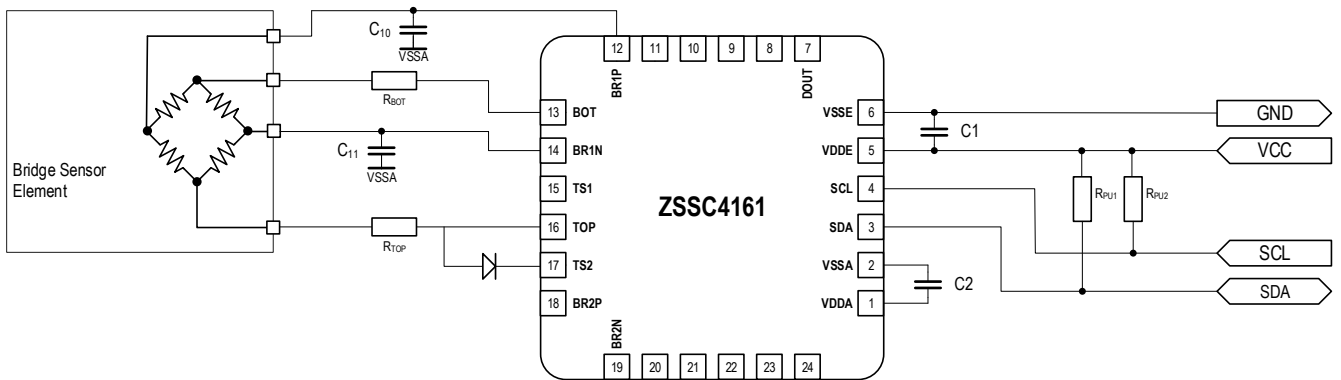 Bridge Sensor
Element
C10
VSSA
RBOT
C11
VSSA
RTOP
12
11
10
9
8
7
BR1P
DOUT
13 BOT
14 BR1N
15 TS1
16 TOP
17 TS2
18 BR2P
ZSSC4161
VSSE 6
VDDE 5
SCL 4
SDA 3
VSSA 2
VDDA 1
BR2N
19
20
21
22
23
24
C1
C2
RPU1
RPU2
GND
VCC
SCL
SDA